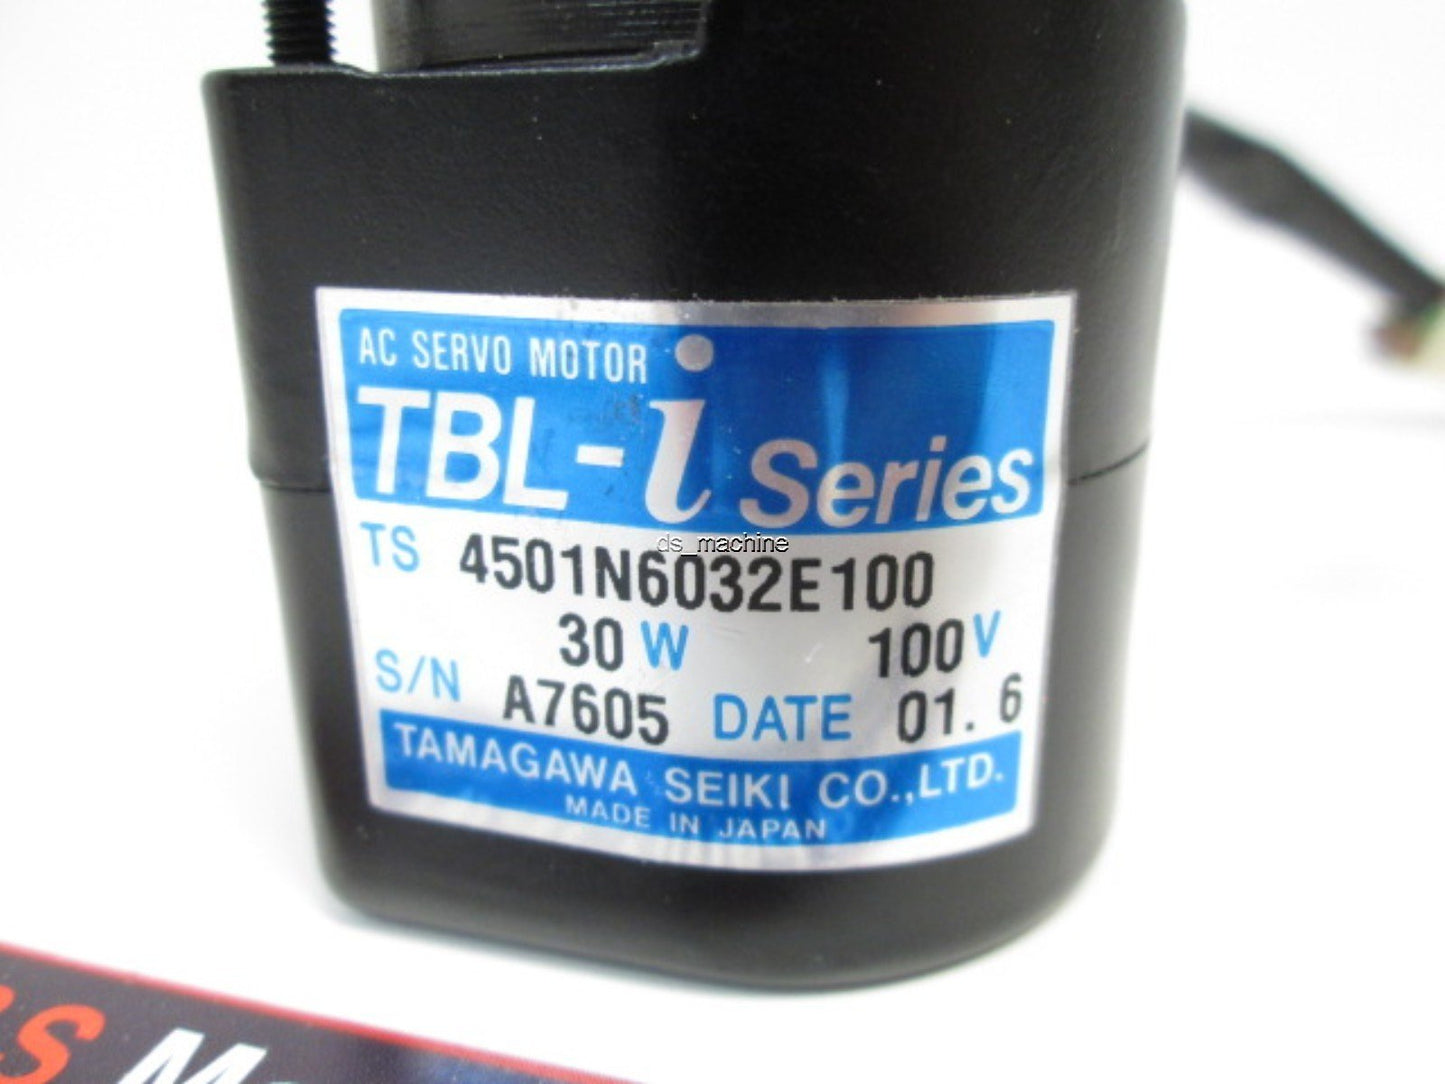 AC SERVO MOTOR
TBL-i Series
ds_machine
TS 4501N6032E100
30 W 100 V
S/N A7605 DATE 01. 6
TAMAGAWA SEIKI CO.,LTD.
MADE IN JAPAN